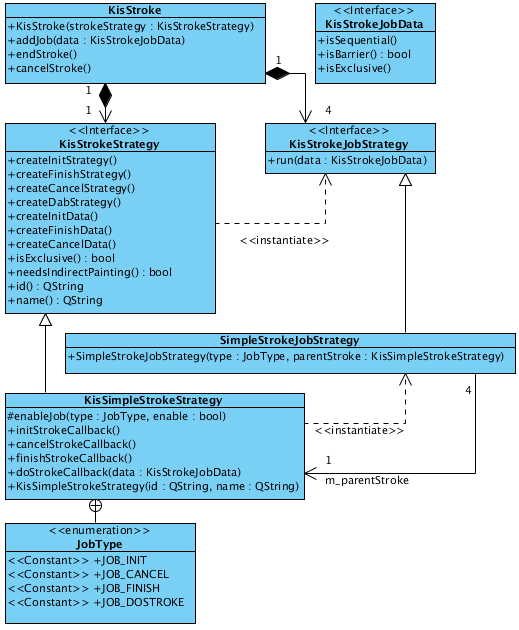 KisStroke
+KisStroke(strokeStrategy : KisStrokeStrategy)
+addJob(data : KisStrokeJobData)
+endStroke()
+cancelStroke()
<<Interface>>
KisStrokeJobData
+isSequential()
+isBarrier() : bool
+isExclusive()
1
1
1
4
<<Interface>>
KisStrokeStrategy
+createInitStrategy()
+createFinishStrategy()
+createCancelStrategy()
+createDabStrategy()
+createInitData()
+createFinishData()
+createCancelData()
+isExclusive() : bool
+needsIndirectPainting() : bool
+id() : QString
+name() : QString
<<Interface>>
KisStrokeJobStrategy
+run(data : KisStrokeJobData)
<<instantiate>>
SimpleStrokeJobStrategy
+SimpleStrokeJobStrategy(type : JobType, parentStroke : KisSimpleStrokeStrategy)
KisSimpleStrokeStrategy
#enableJob(type : JobType, enable : bool)
+initStrokeCallback()
+cancelStrokeCallback()
+finishStrokeCallback()
+doStrokeCallback(data : KisStrokeJobData)
+KisSimpleStrokeStrategy(id : QString, name : QString)
4
<<instantiate>>
1
m_parentStroke
<<enumeration>>
JobType
<<Constant>> +JOB_INIT
<<Constant>> +JOB_CANCEL
<<Constant>> +JOB_FINISH
<<Constant>> +JOB_DOSTROKE